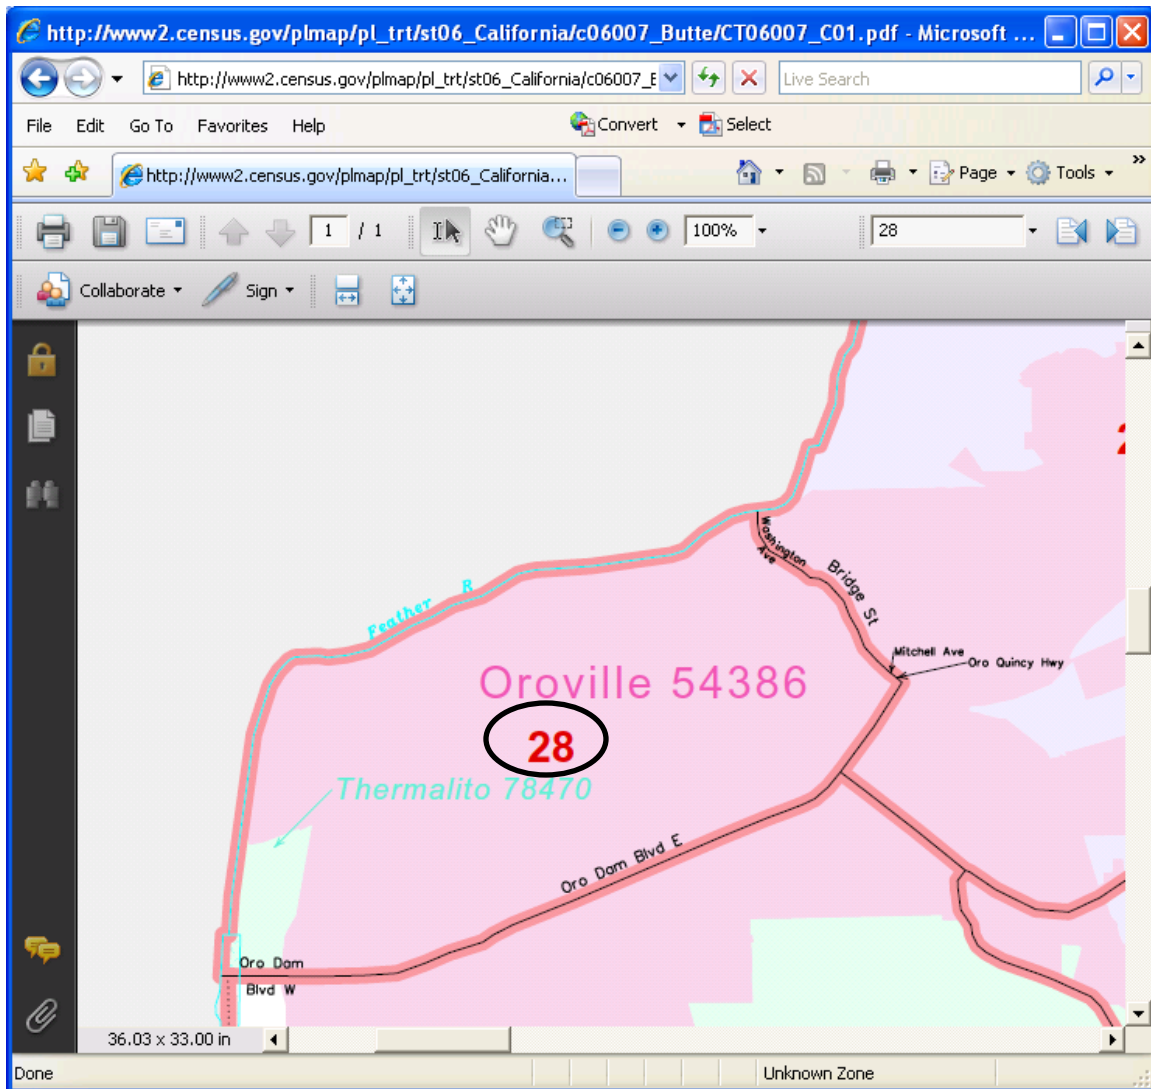 http://www2.census.gov/plmap/pl_trt/st06_California/c06007_Butte/CT06007_C01.pdf - Microsoft ...
http://www2.census.gov/plmap/pl_trt/st06_California/c06007_B
Live Search
File Edit Go To Favorites Help
Convert Select
http://www2.census.gov/plmap/pl_trt/st06_California...
Page Tools »
1 / 1 100% 28
Collaborate Sign
Feather R
Washington Ave
Bridge St
Mitchell Ave
Oro Quincy Hwy
Oroville 54386
28
Thermalito 78470
Oro Dam Blvd E
Oro Dam
Blvd W
36.03 x 33.00 in
Done
Unknown Zone